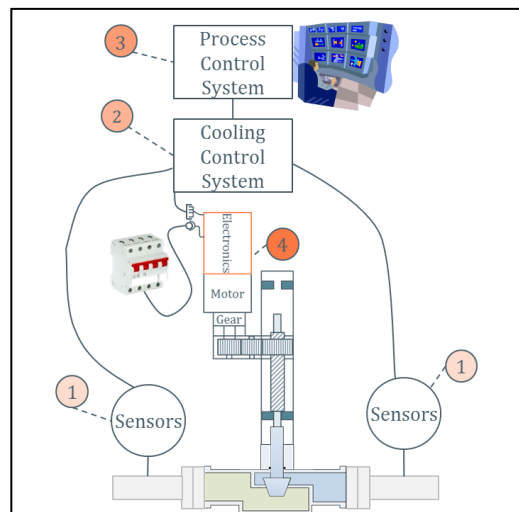 3
Process
Control
System
2
Cooling
Control
System
Electronics
4
Motor
Gear
1
Sensors
1
Sensors